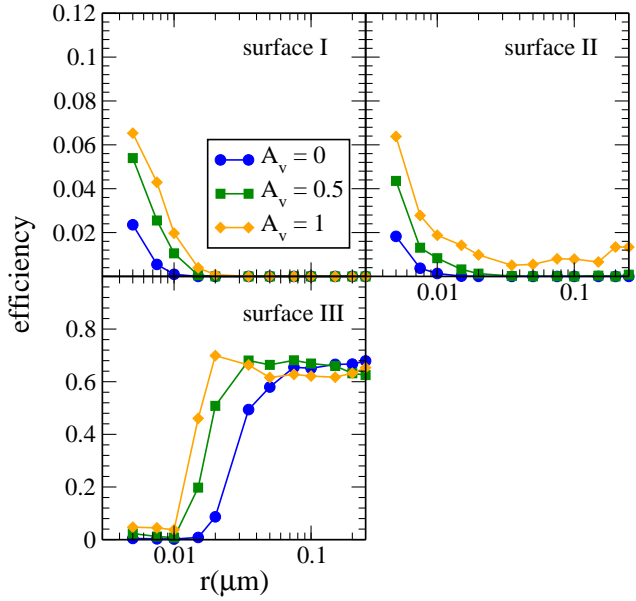 0.12
0.1
0.08
0.06
0.04
0.02
surface I
surface II
A_v = 0
A_v = 0.5
A_v = 1
0.01
0.1
efficiency
0.8
0.6
0.4
0.2
0
surface III
0.01
0.1
r(μm)